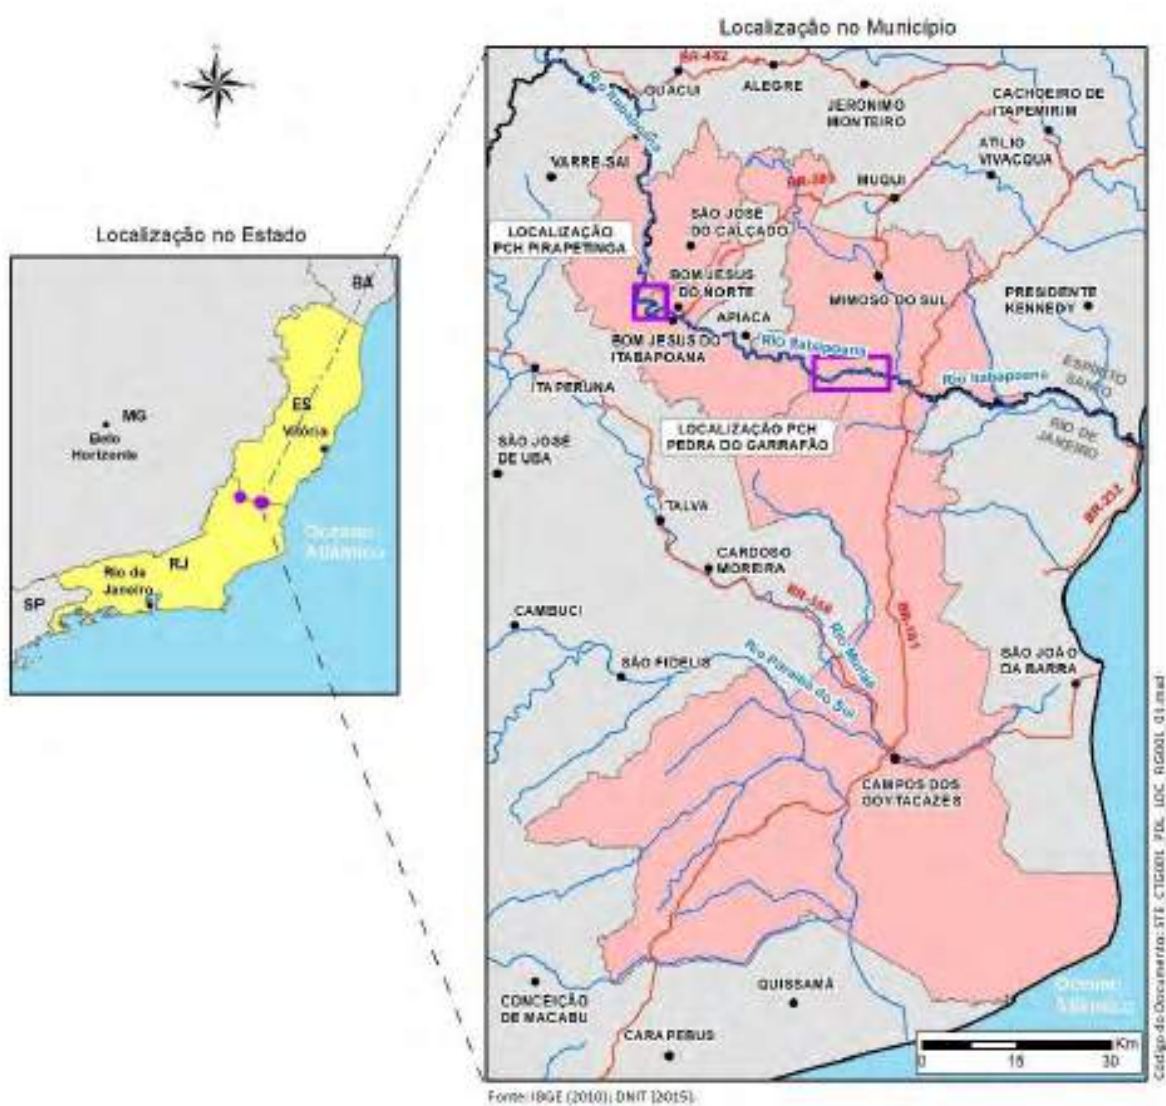 Localização no Município
Localização no Estado
BA
MG
Belo
Horizonte
ES
Vitória
Oceano
Atlântico
RJ
Rio de
Janeiro
SP
BR-482
GUAÇUI
ALEGRE
JERONIMO
MONTEIRO
CACHOEIRO DE
ITAPEMIRIM
ATILIO
VIVACQUA
Rio Itabapoana
VARRE-SAI
MUQUI
SÃO JOSÉ
DO CALÇADO
LOCALIZAÇÃO
PCH PIRAPETINGA
BOM JESUS
DO NORTE
MIMOSO DO SUL
PRESIDENTE
KENNEDY
APIACA
BOM JESUS DO
ITABAPOANA
Rio Itabapoana
Rio Itabapoana
ESPÍRITO
SANTO
RIO DE
JANEIRO
ITAPERUNA
LOCALIZAÇÃO PCH
PEDRA DO GARRAFÃO
SÃO JOSÉ
DE UBA
TALVA
CARDOSO
MOREIRA
BR-101
CAMBUCI
SÃO FIDELIS
Rio Muriaé
Rio Paraíba do Sul
SÃO JOÃO
DA BARRA
CAMPOS DOS
GOYTACAZES
CONCEIÇÃO
DE MACABU
QUISSAMÃ
CARAPEBUS
Oceano
Atlântico
Km
0 15 30
Fonte: IBGE (2010); DNIT (2015).